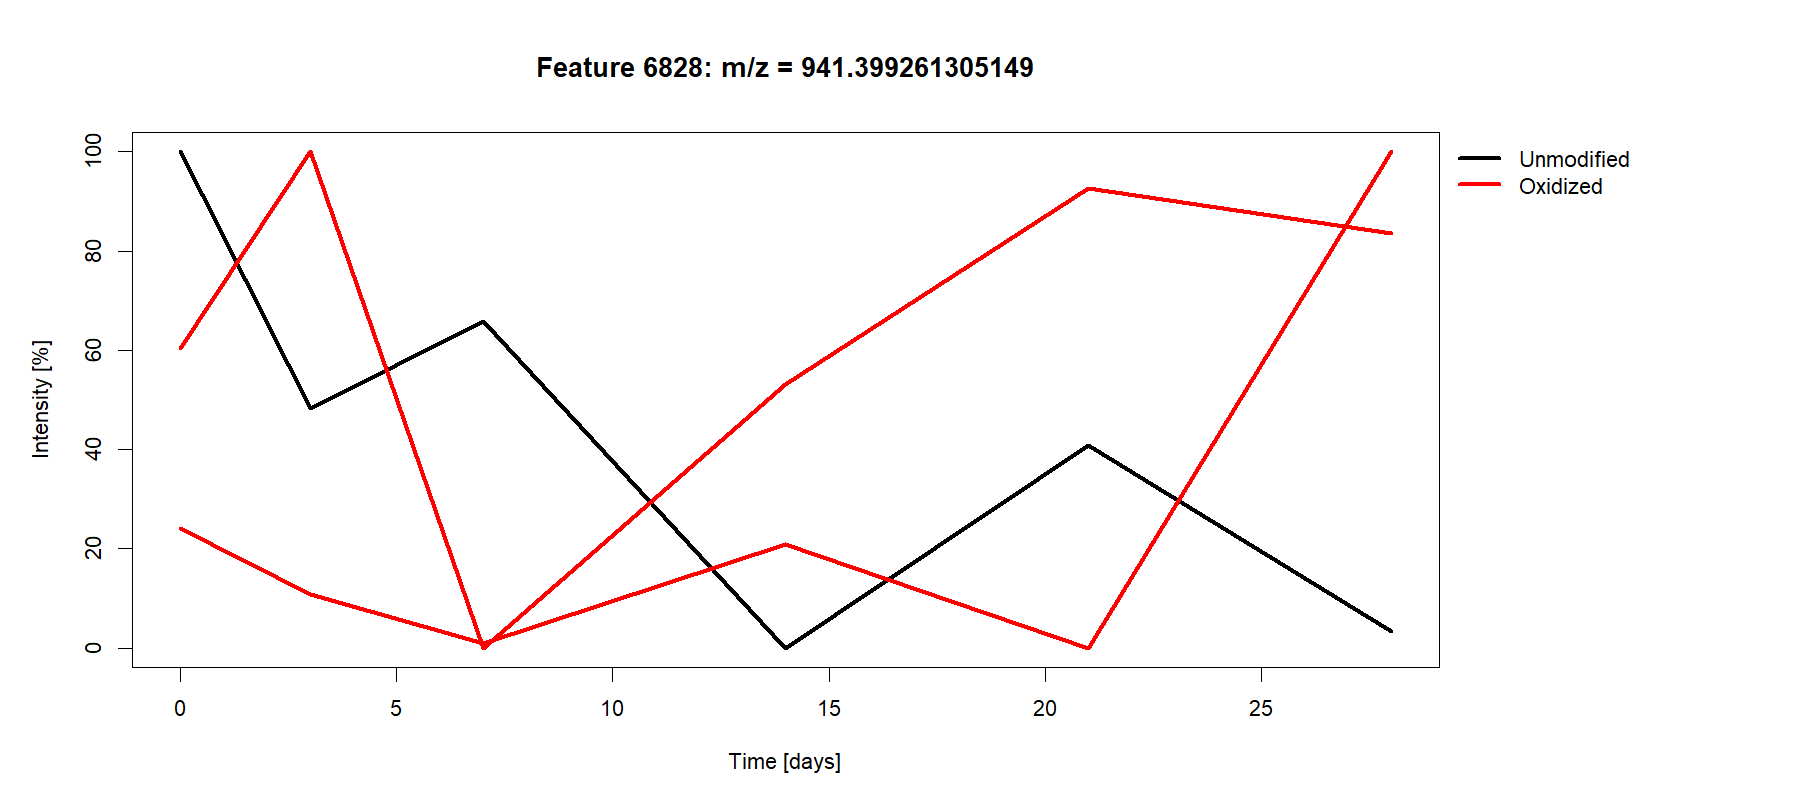 Feature 6828: m/z = 941.399261305149
Unmodified
Oxidized
Intensity [%]
100
80
60
40
20
0
0 5 10 15 20 25
Time [days]